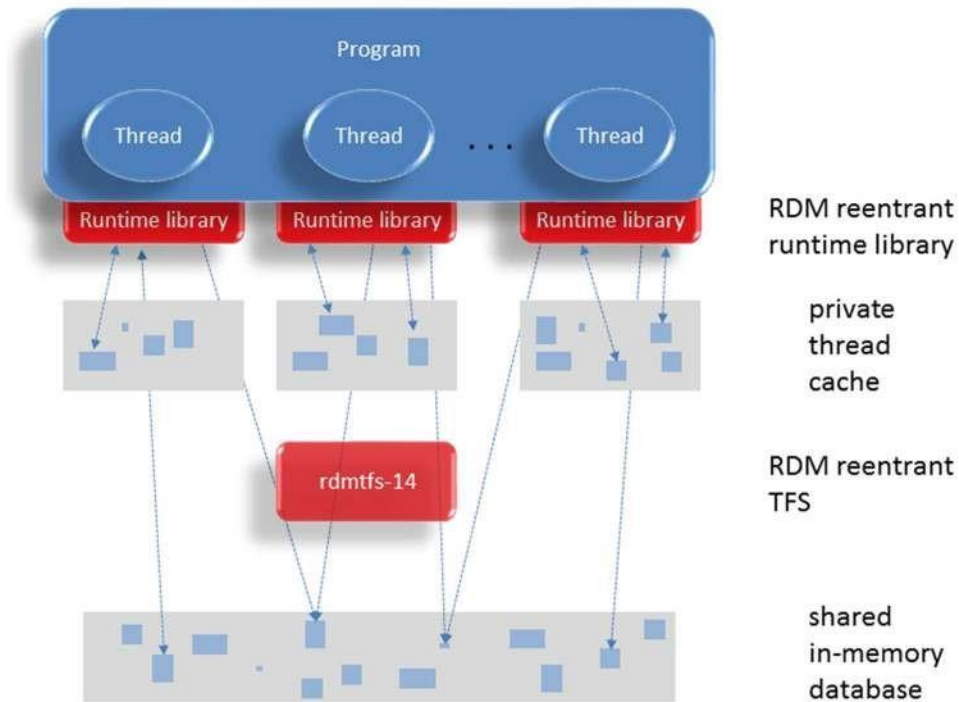 Program
Thread
Thread
. . .
Thread
Runtime library
Runtime library
Runtime library
RDM reentrant
runtime library
private
thread
cache
rdmtfs-14
RDM reentrant
TFS
shared
in-memory
database